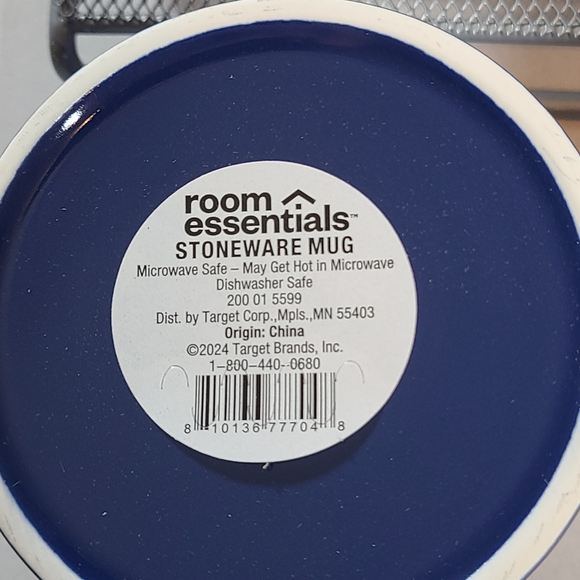 room
essentials™
STONEWARE MUG
Microwave Safe – May Get Hot in Microwave
Dishwasher Safe
200 01 5599
Dist. by Target Corp.,Mpls.,MN 55403
Origin: China
©2024 Target Brands, Inc.
1-800-440-0680
8 10136 77704 8